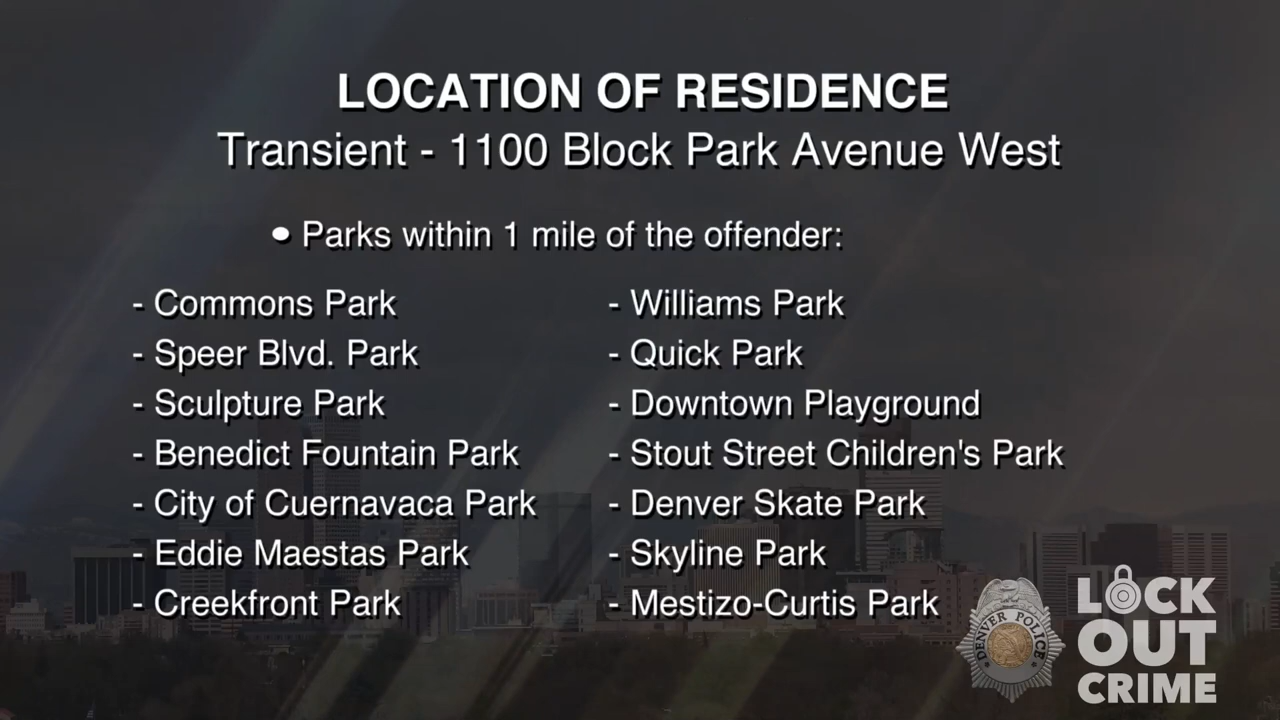 LOCATION OF RESIDENCE
Transient - 1100 Block Park Avenue West
• Parks within 1 mile of the offender:
- Commons Park
- Speer Blvd. Park
- Sculpture Park
- Benedict Fountain Park
- City of Cuernavaca Park
- Eddie Maestas Park
- Creekfront Park
- Williams Park
- Quick Park
- Downtown Playground
- Stout Street Children's Park
- Denver Skate Park
- Skyline Park
- Mestizo-Curtis Park
DENVER POLICE
LOCK
OUT
CRIME